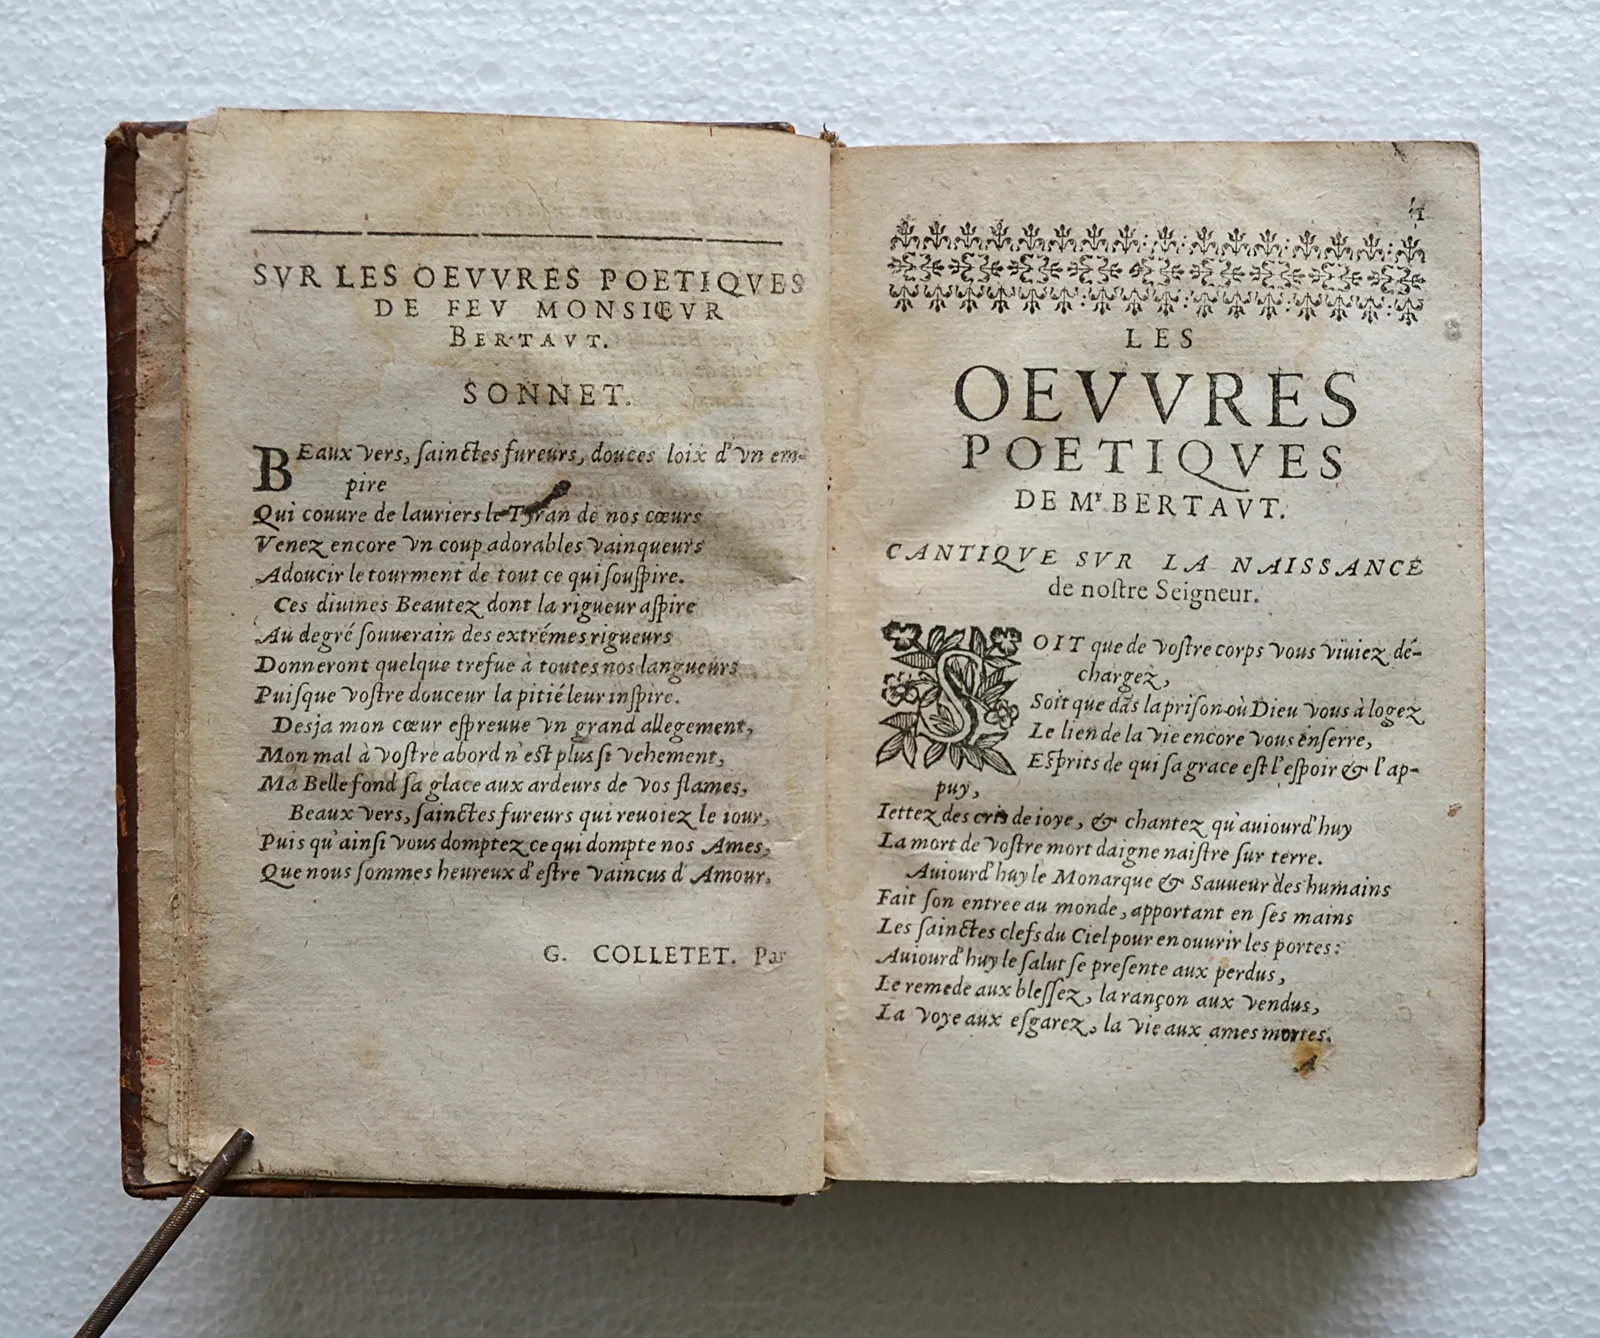 SVR LES OEVVRES POETIQVES
DE FEV MONSIEVR
BERTAVT.
SONNET.
BEaux vers, sainctes fureurs, douces loix d'vn em-
pire
Qui couure de lauriers le Tyran de nos cœurs
Venez encore vn coup adorables vainqueurs
Adoucir le tourment de tout ce qui souspire.
Ces diuines Beautez dont la rigueur aspire
Au degré souuerain des extrémes rigueurs
Donneront quelque trefue à toutes nos langueurs
Puisque vostre douceur la pitié leur inspire.
Desja mon cœur espreuue vn grand allegement,
Mon mal à vostre abord n'est plus si vehement,
Ma Belle fond sa glace aux ardeurs de vos flames,
Beaux vers, sainctes fureurs qui reuoiez le iour,
Puis qu'ainsi vous domptez ce qui dompte nos Ames,
Que nous sommes heureux d'estre vaincus d'Amour.
G. COLLETET. Par
1
LES
OEVVRES
POETIQVES
DE Mr BERTAVT.
CANTIQVE SVR LA NAISSANCE
de nostre Seigneur.
SOIT que de vostre corps vous viuiez dé-
chargez,
Soit que dãs la prison où Dieu vous à logez
Le lien de la vie encore vous enserre,
Esprits de qui sa grace est l'espoir & l'ap-
puy,
Iettez des cris de ioye, & chantez qu'auiourd'huy
La mort de vostre mort daigne naistre sur terre.
Auiourd'huy le Monarque & Sauueur des humains
Fait son entree au monde, apportant en ses mains
Les sainctes clefs du Ciel pour en ouurir les portes:
Auiourd'huy le salut se presente aux perdus,
Le remede aux blessez, la rançon aux vendus,
La voye aux esgarez, la vie aux ames mortes.
A